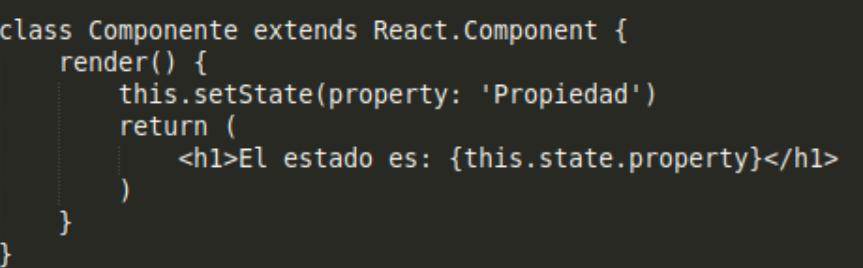 class Componente extends React.Component {
    render() {
        this.setState(property: 'Propiedad')
        return (
            <h1>El estado es: {this.state.property}</h1>
        )
    }
}